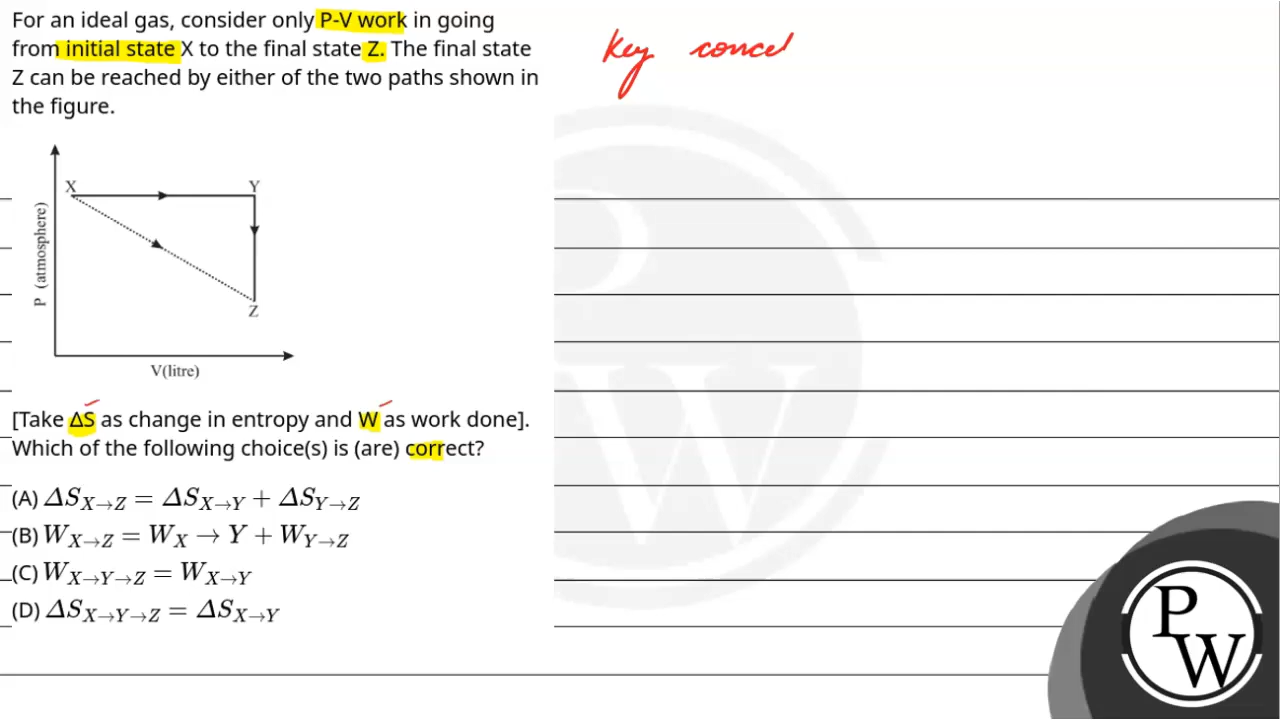 For an ideal gas, consider only P-V work in going
from initial state X to the final state Z. The final state
Z can be reached by either of the two paths shown in
the figure.
Key concel
X
Y
P (atmosphere)
Z
V(litre)
[Take ΔS as change in entropy and W as work done].
Which of the following choice(s) is (are) correct?
(A) ΔS_{X→Z} = ΔS_{X→Y} + ΔS_{Y→Z}
(B) W_{X→Z} = W_X → Y + W_{Y→Z}
(C) W_{X→Y→Z} = W_{X→Y}
(D) ΔS_{X→Y→Z} = ΔS_{X→Y}
P
W